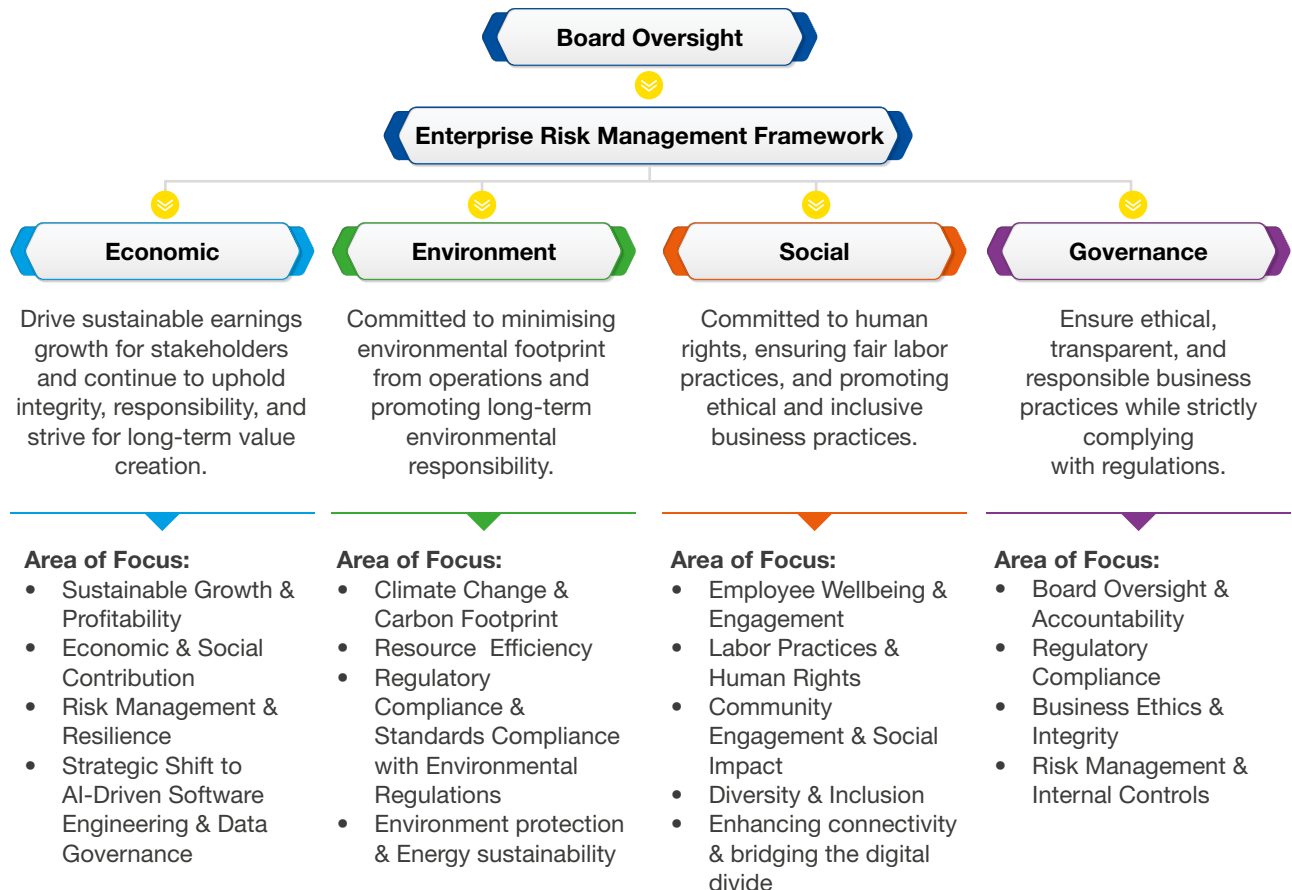 Board Oversight
Enterprise Risk Management Framework
Economic
Drive sustainable earnings
growth for stakeholders
and continue to uphold
integrity, responsibility, and
strive for long-term value
creation.
Area of Focus:
• Sustainable Growth &
Profitability
• Economic & Social
Contribution
• Risk Management &
Resilience
• Strategic Shift to
AI-Driven Software
Engineering & Data
Governance
Environment
Committed to minimising
environmental footprint
from operations and
promoting long-term
environmental
responsibility.
Area of Focus:
• Climate Change &
Carbon Footprint
• Resource Efficiency
• Regulatory
Compliance &
Standards Compliance
with Environmental
Regulations
• Environment protection
& Energy sustainability
Social
Committed to human
rights, ensuring fair labor
practices, and promoting
ethical and inclusive
business practices.
Area of Focus:
• Employee Wellbeing &
Engagement
• Labor Practices &
Human Rights
• Community
Engagement & Social
Impact
• Diversity & Inclusion
• Enhancing connectivity
& bridging the digital
divide
Governance
Ensure ethical,
transparent, and
responsible business
practices while strictly
complying
with regulations.
Area of Focus:
• Board Oversight &
Accountability
• Regulatory
Compliance
• Business Ethics &
Integrity
• Risk Management &
Internal Controls